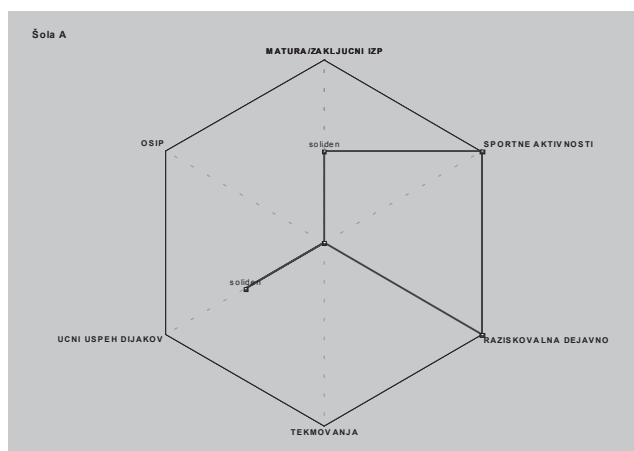 Šola A
MATURA/ZAKLJUCNI IZP
soliden
SPORTNE AKTIVNOSTI
OSIP
soliden
UCNI USPEH DIJAKOV
RAZISKOVALNA DEJAVNO
TEKMOVANJA